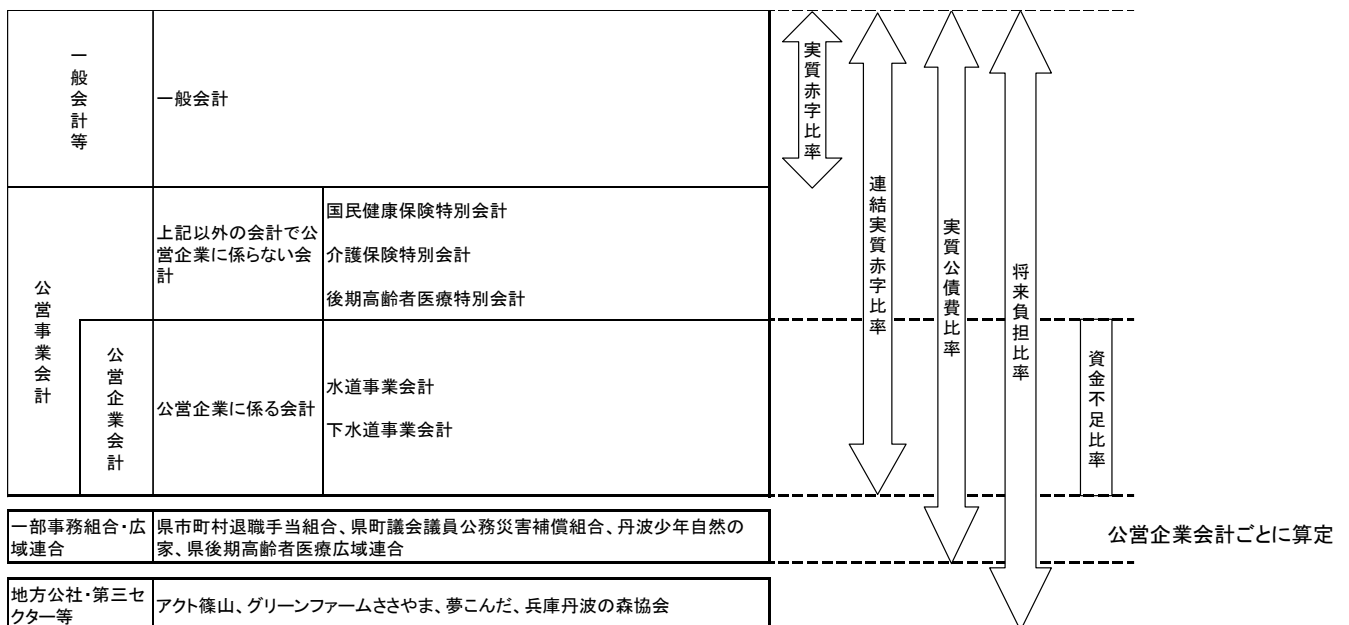 一般会計等
一般会計
公営事業会計
上記以外の会計で公
営企業に係らない会
計
国民健康保険特別会計
介護保険特別会計
後期高齢者医療特別会計
公営企業会計
公営企業に係る会計
水道事業会計
下水道事業会計
一部事務組合・広
域連合
県市町村退職手当組合、県町議会議員公務災害補償組合、丹波少年自然の
家、県後期高齢者医療広域連合
地方公社・第三セ
クター等
アクト篠山、グリーンファームささやま、夢こんだ、兵庫丹波の森協会
実質赤字比率
連結実質赤字比率
実質公債費比率
将来負担比率
資金不足比率
公営企業会計ごとに算定